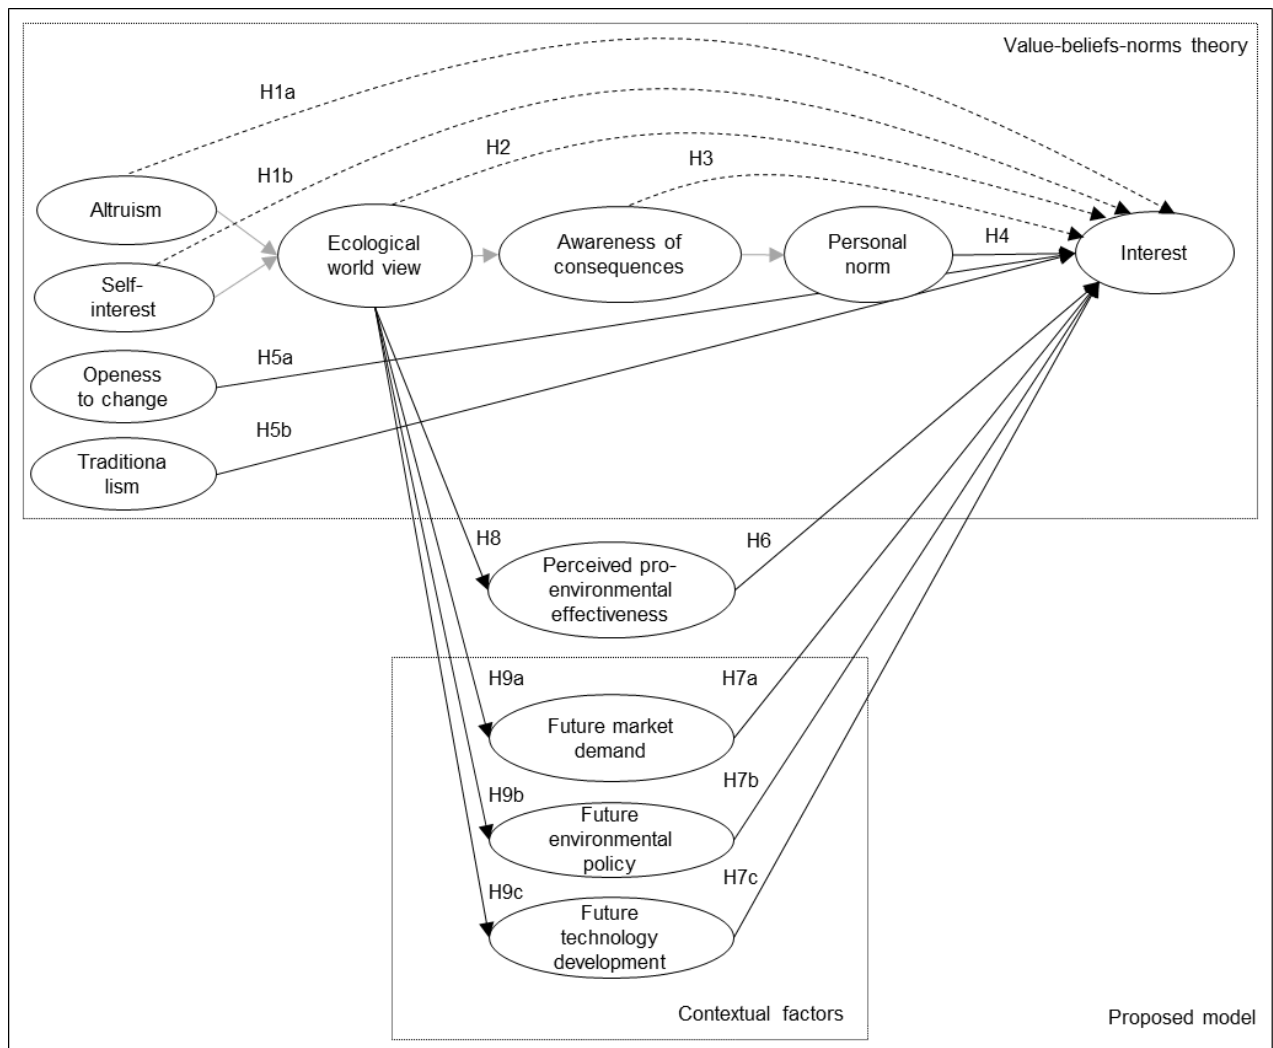 Value-beliefs-norms theory
H1a
H1b
H2
H3
Altruism
Ecological
world view
Awareness of
consequences
Personal
norm
H4
Interest
Self-
interest
H5a
Openess
to change
H5b
Traditiona
lism
H8
H6
Perceived pro-
environmental
effectiveness
H9a
H7a
Future market
demand
H9b
H7b
Future
environmental
policy
H9c
H7c
Future
technology
development
Contextual factors
Proposed model